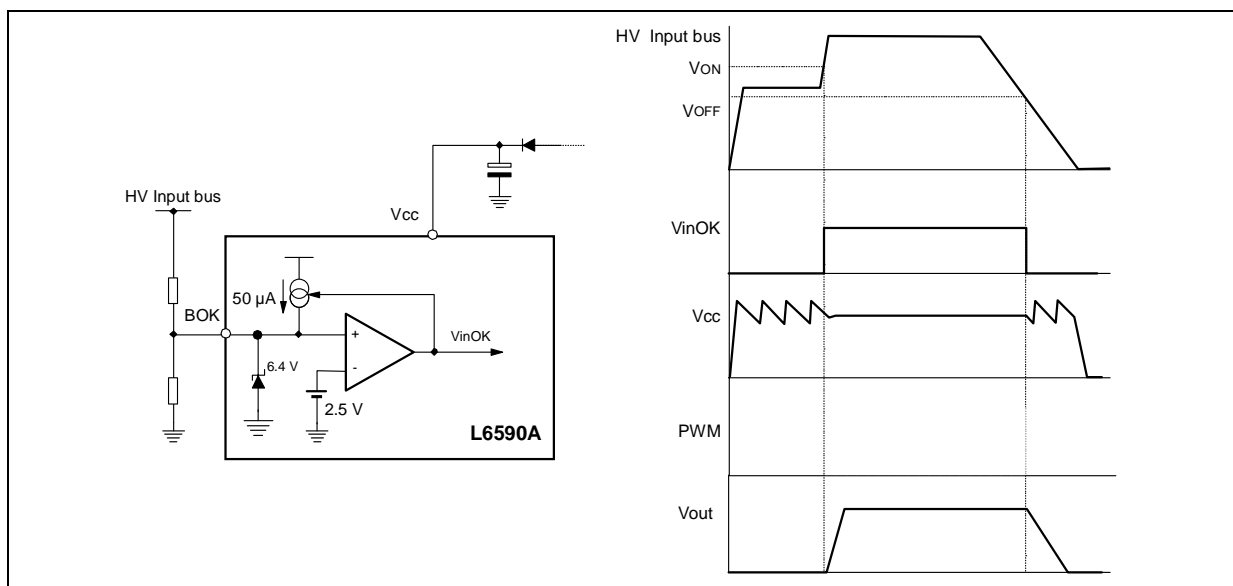 HV Input bus
Vcc
50 µA
BOK
+
-
VinOK
6.4 V
2.5 V
L6590A
HV Input bus
VON
VOFF
VinOK
Vcc
PWM
Vout